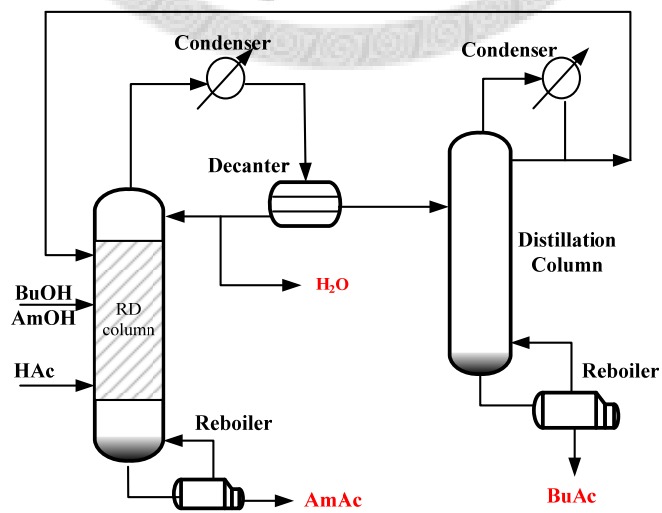 Condenser
Condenser
Decanter
Distillation
Column
H₂O
BuOH
AmOH
RD
column
HAc
Reboiler
Reboiler
AmAc
BuAc